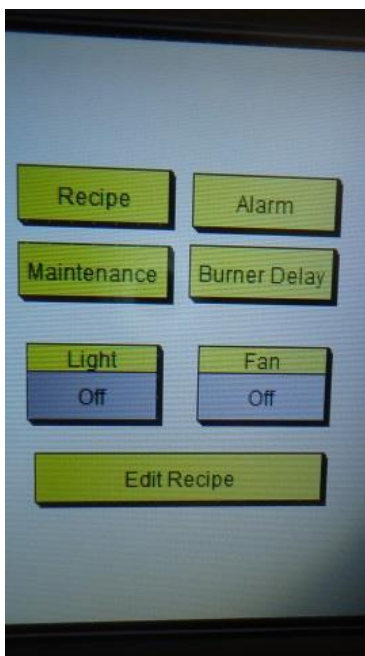 Recipe
Alarm
Maintenance
Burner Delay
Light
Off
Fan
Off
Edit Recipe